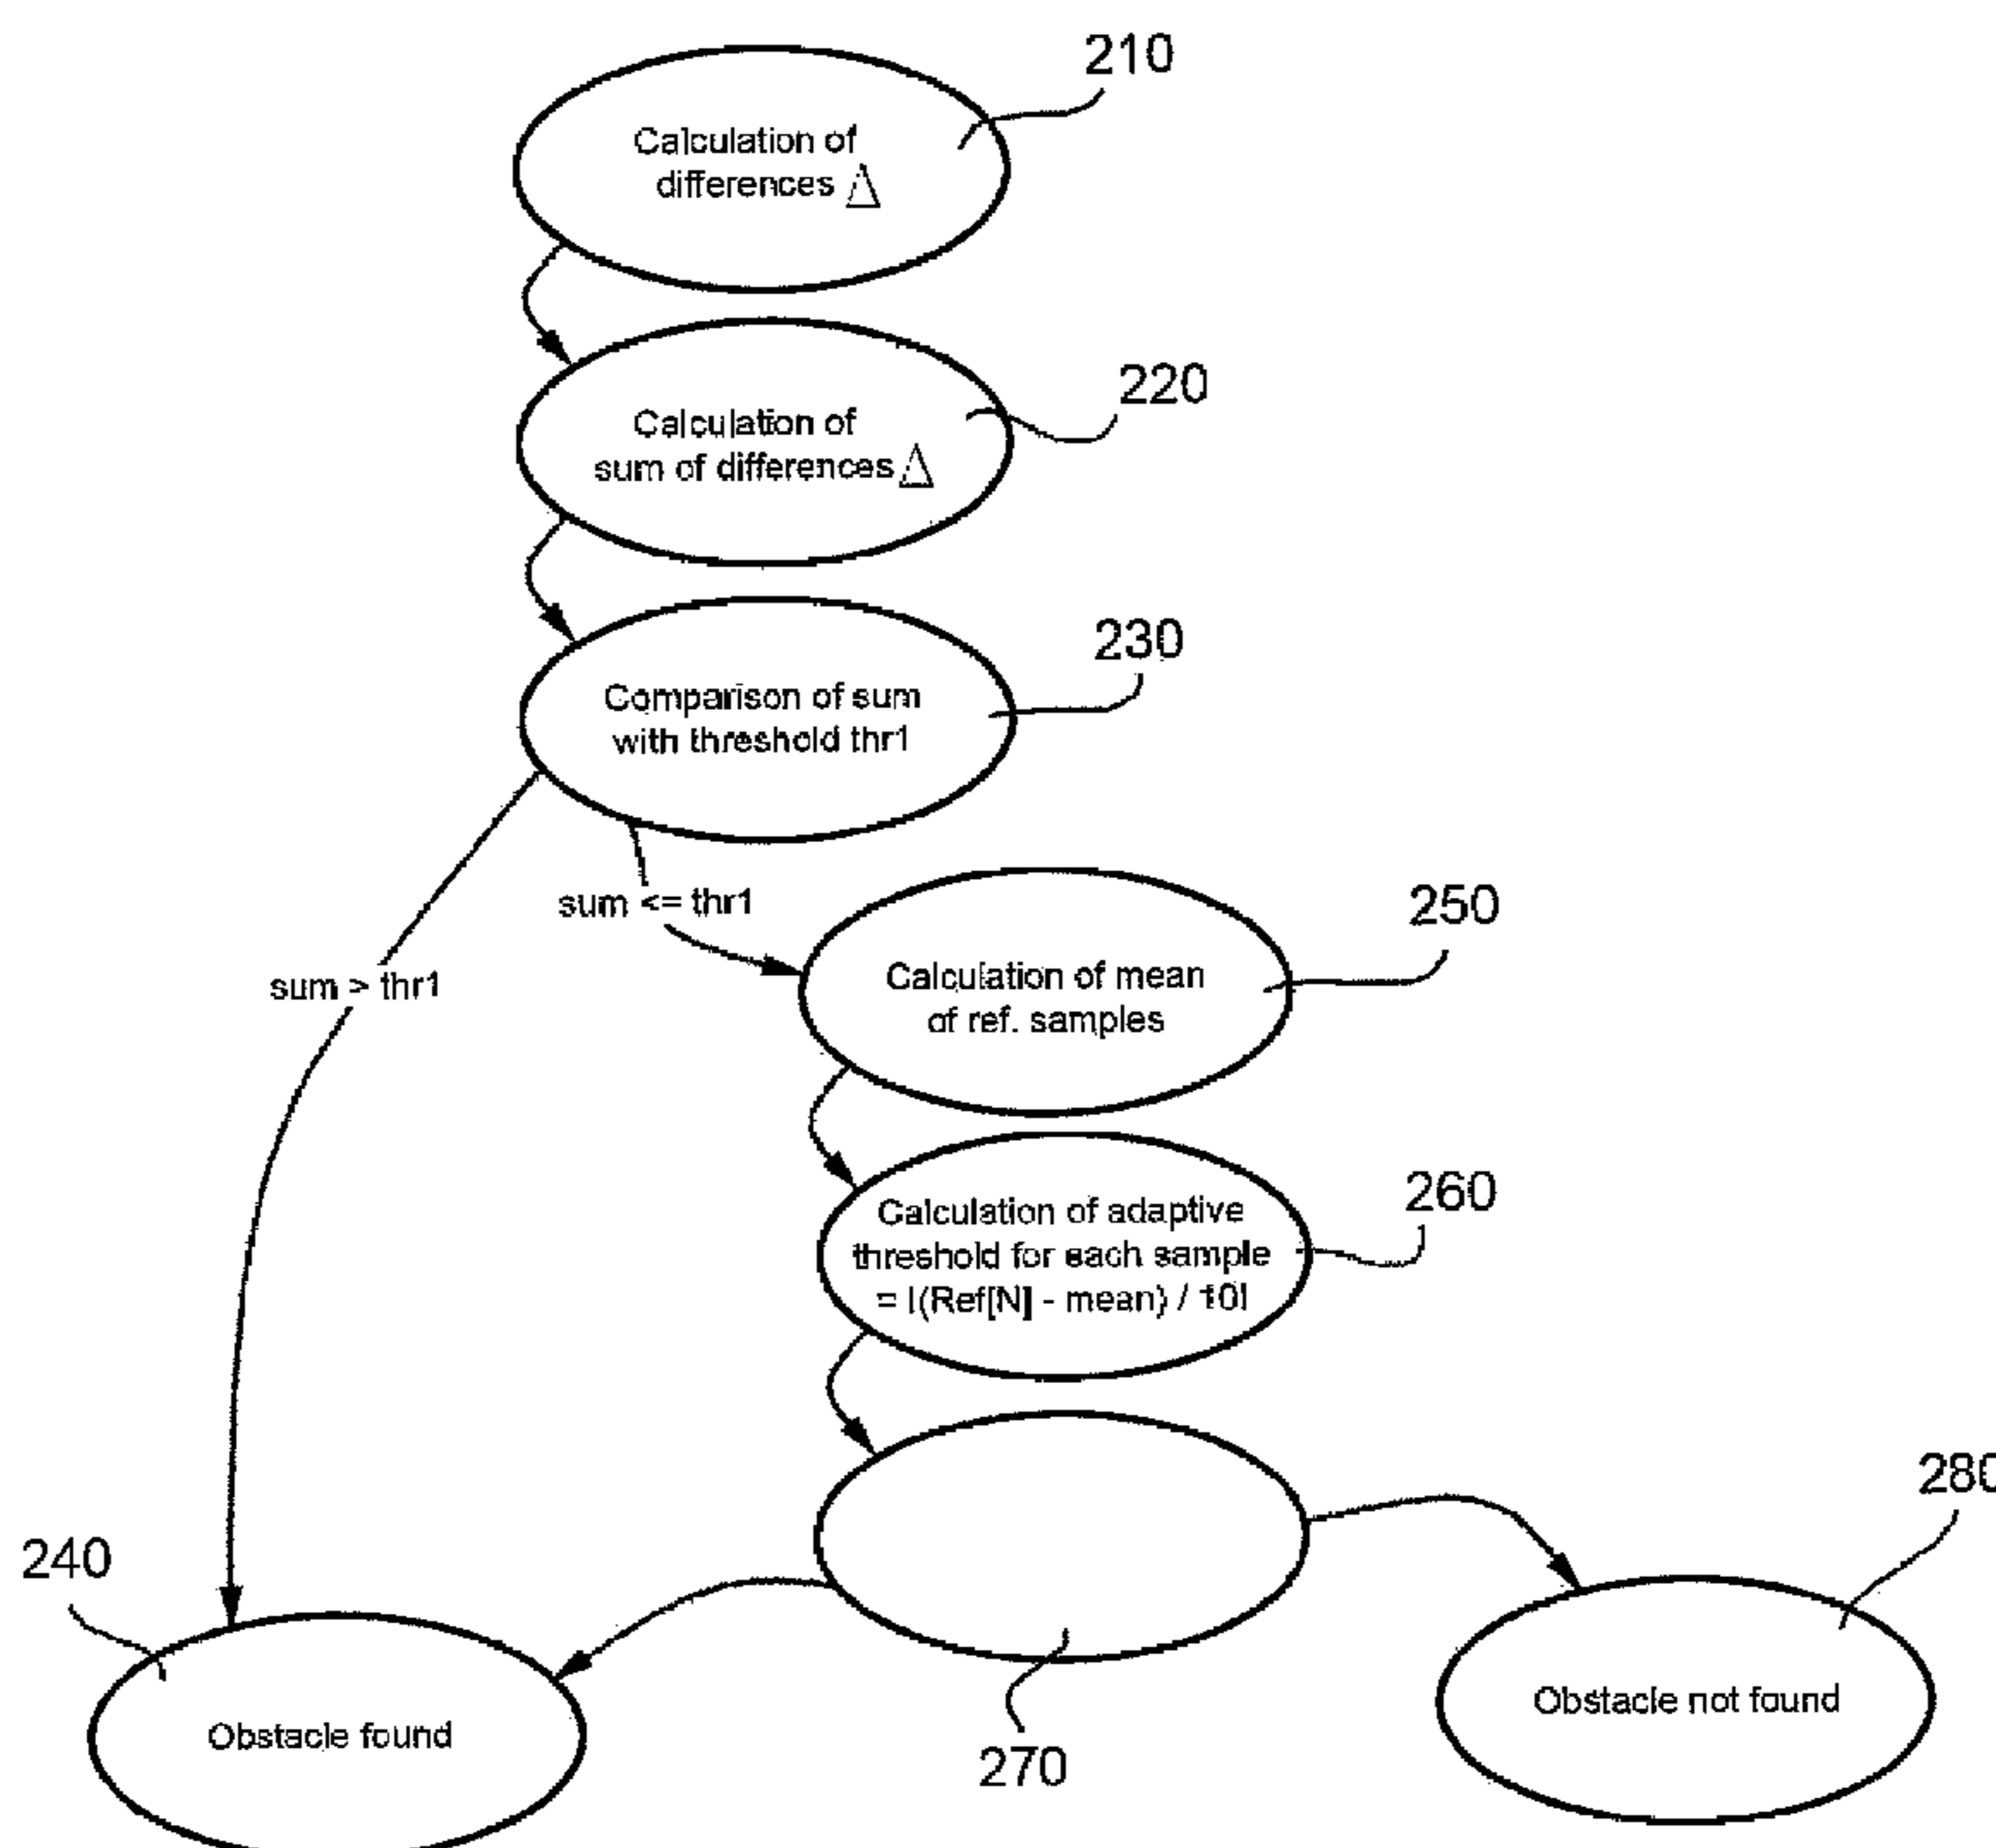 210
Calculation of
differences △
220
Calculation of
sum of differences △
230
Comparison of sum
with threshold thr1
sum <= thr1
sum > thr1
250
Calculation of mean
of ref. samples
260
Calculation of adaptive
threshold for each sample
= |(Ref[N] - mean) / 10|
280
240
270
Obstacle found
Obstacle not found